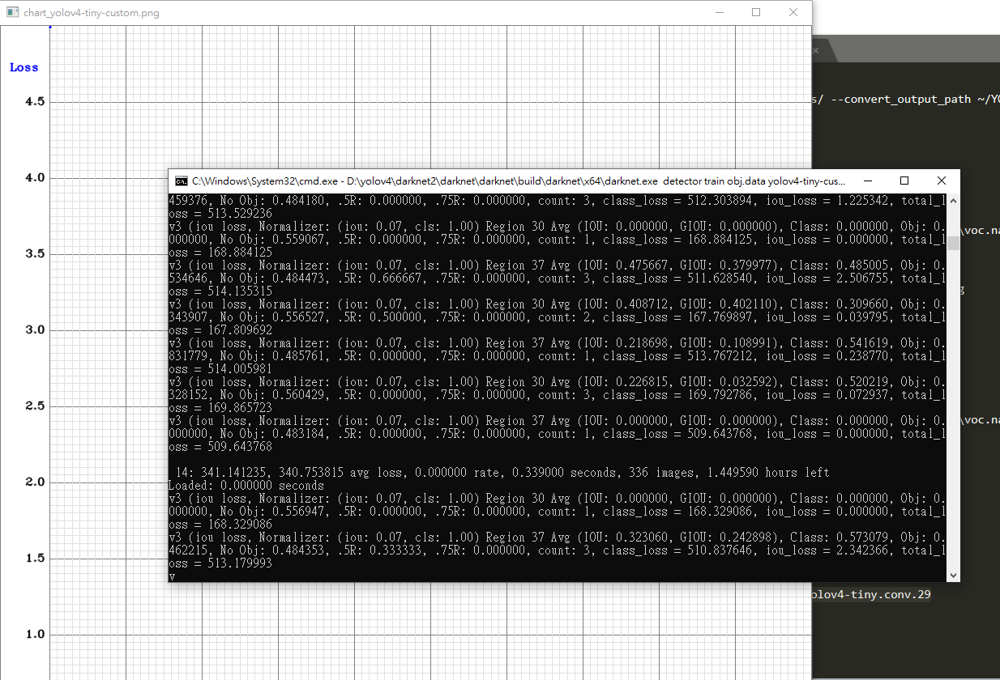 chart_yolov4-tiny-custom.png
Loss
4.5
4.0
3.5
3.0
2.5
2.0
1.5
1.0
s/ --convert_output_path ~/Y
\voc.na
g
\voc.na
olov4-tiny.conv.29
C:\Windows\System32\cmd.exe - D:\yolov4\darknet2\darknet\darknet\build\darknet\x64\darknet.exe  detector train obj.data yolov4-tiny-cus...
459376, No Obj: 0.484180, .5R: 0.000000, .75R: 0.000000, count: 3, class_loss = 512.303894, iou_loss = 1.225342, total_l
oss = 513.529236
v3 (iou loss, Normalizer: (iou: 0.07, cls: 1.00) Region 30 Avg (IOU: 0.000000, GIOU: 0.000000), Class: 0.000000, Obj: 0.
000000, No Obj: 0.559067, .5R: 0.000000, .75R: 0.000000, count: 1, class_loss = 168.884125, iou_loss = 0.000000, total_l
oss = 168.884125
v3 (iou loss, Normalizer: (iou: 0.07, cls: 1.00) Region 37 Avg (IOU: 0.475667, GIOU: 0.379977), Class: 0.485005, Obj: 0.
534646, No Obj: 0.484473, .5R: 0.666667, .75R: 0.000000, count: 3, class_loss = 511.628540, iou_loss = 2.506755, total_l
oss = 514.135315
v3 (iou loss, Normalizer: (iou: 0.07, cls: 1.00) Region 30 Avg (IOU: 0.408712, GIOU: 0.402110), Class: 0.309660, Obj: 0.
343907, No Obj: 0.556527, .5R: 0.500000, .75R: 0.000000, count: 2, class_loss = 167.769897, iou_loss = 0.039795, total_l
oss = 167.809692
v3 (iou loss, Normalizer: (iou: 0.07, cls: 1.00) Region 37 Avg (IOU: 0.218698, GIOU: 0.108991), Class: 0.541619, Obj: 0.
831779, No Obj: 0.485761, .5R: 0.000000, .75R: 0.000000, count: 1, class_loss = 513.767212, iou_loss = 0.238770, total_l
oss = 514.005981
v3 (iou loss, Normalizer: (iou: 0.07, cls: 1.00) Region 30 Avg (IOU: 0.226815, GIOU: 0.032592), Class: 0.520219, Obj: 0.
328152, No Obj: 0.560429, .5R: 0.000000, .75R: 0.000000, count: 3, class_loss = 169.792786, iou_loss = 0.072937, total_l
oss = 169.865723
v3 (iou loss, Normalizer: (iou: 0.07, cls: 1.00) Region 37 Avg (IOU: 0.000000, GIOU: 0.000000), Class: 0.000000, Obj: 0.
000000, No Obj: 0.483184, .5R: 0.000000, .75R: 0.000000, count: 1, class_loss = 509.643768, iou_loss = 0.000000, total_l
oss = 509.643768
14: 341.141235, 340.753815 avg loss, 0.000000 rate, 0.339000 seconds, 336 images, 1.449590 hours left
Loaded: 0.000000 seconds
v3 (iou loss, Normalizer: (iou: 0.07, cls: 1.00) Region 30 Avg (IOU: 0.000000, GIOU: 0.000000), Class: 0.000000, Obj: 0.
000000, No Obj: 0.556947, .5R: 0.000000, .75R: 0.000000, count: 1, class_loss = 168.329086, iou_loss = 0.000000, total_l
oss = 168.329086
v3 (iou loss, Normalizer: (iou: 0.07, cls: 1.00) Region 37 Avg (IOU: 0.323060, GIOU: 0.242898), Class: 0.573079, Obj: 0.
462215, No Obj: 0.484353, .5R: 0.333333, .75R: 0.000000, count: 3, class_loss = 510.837646, iou_loss = 2.342366, total_l
oss = 513.179993
v